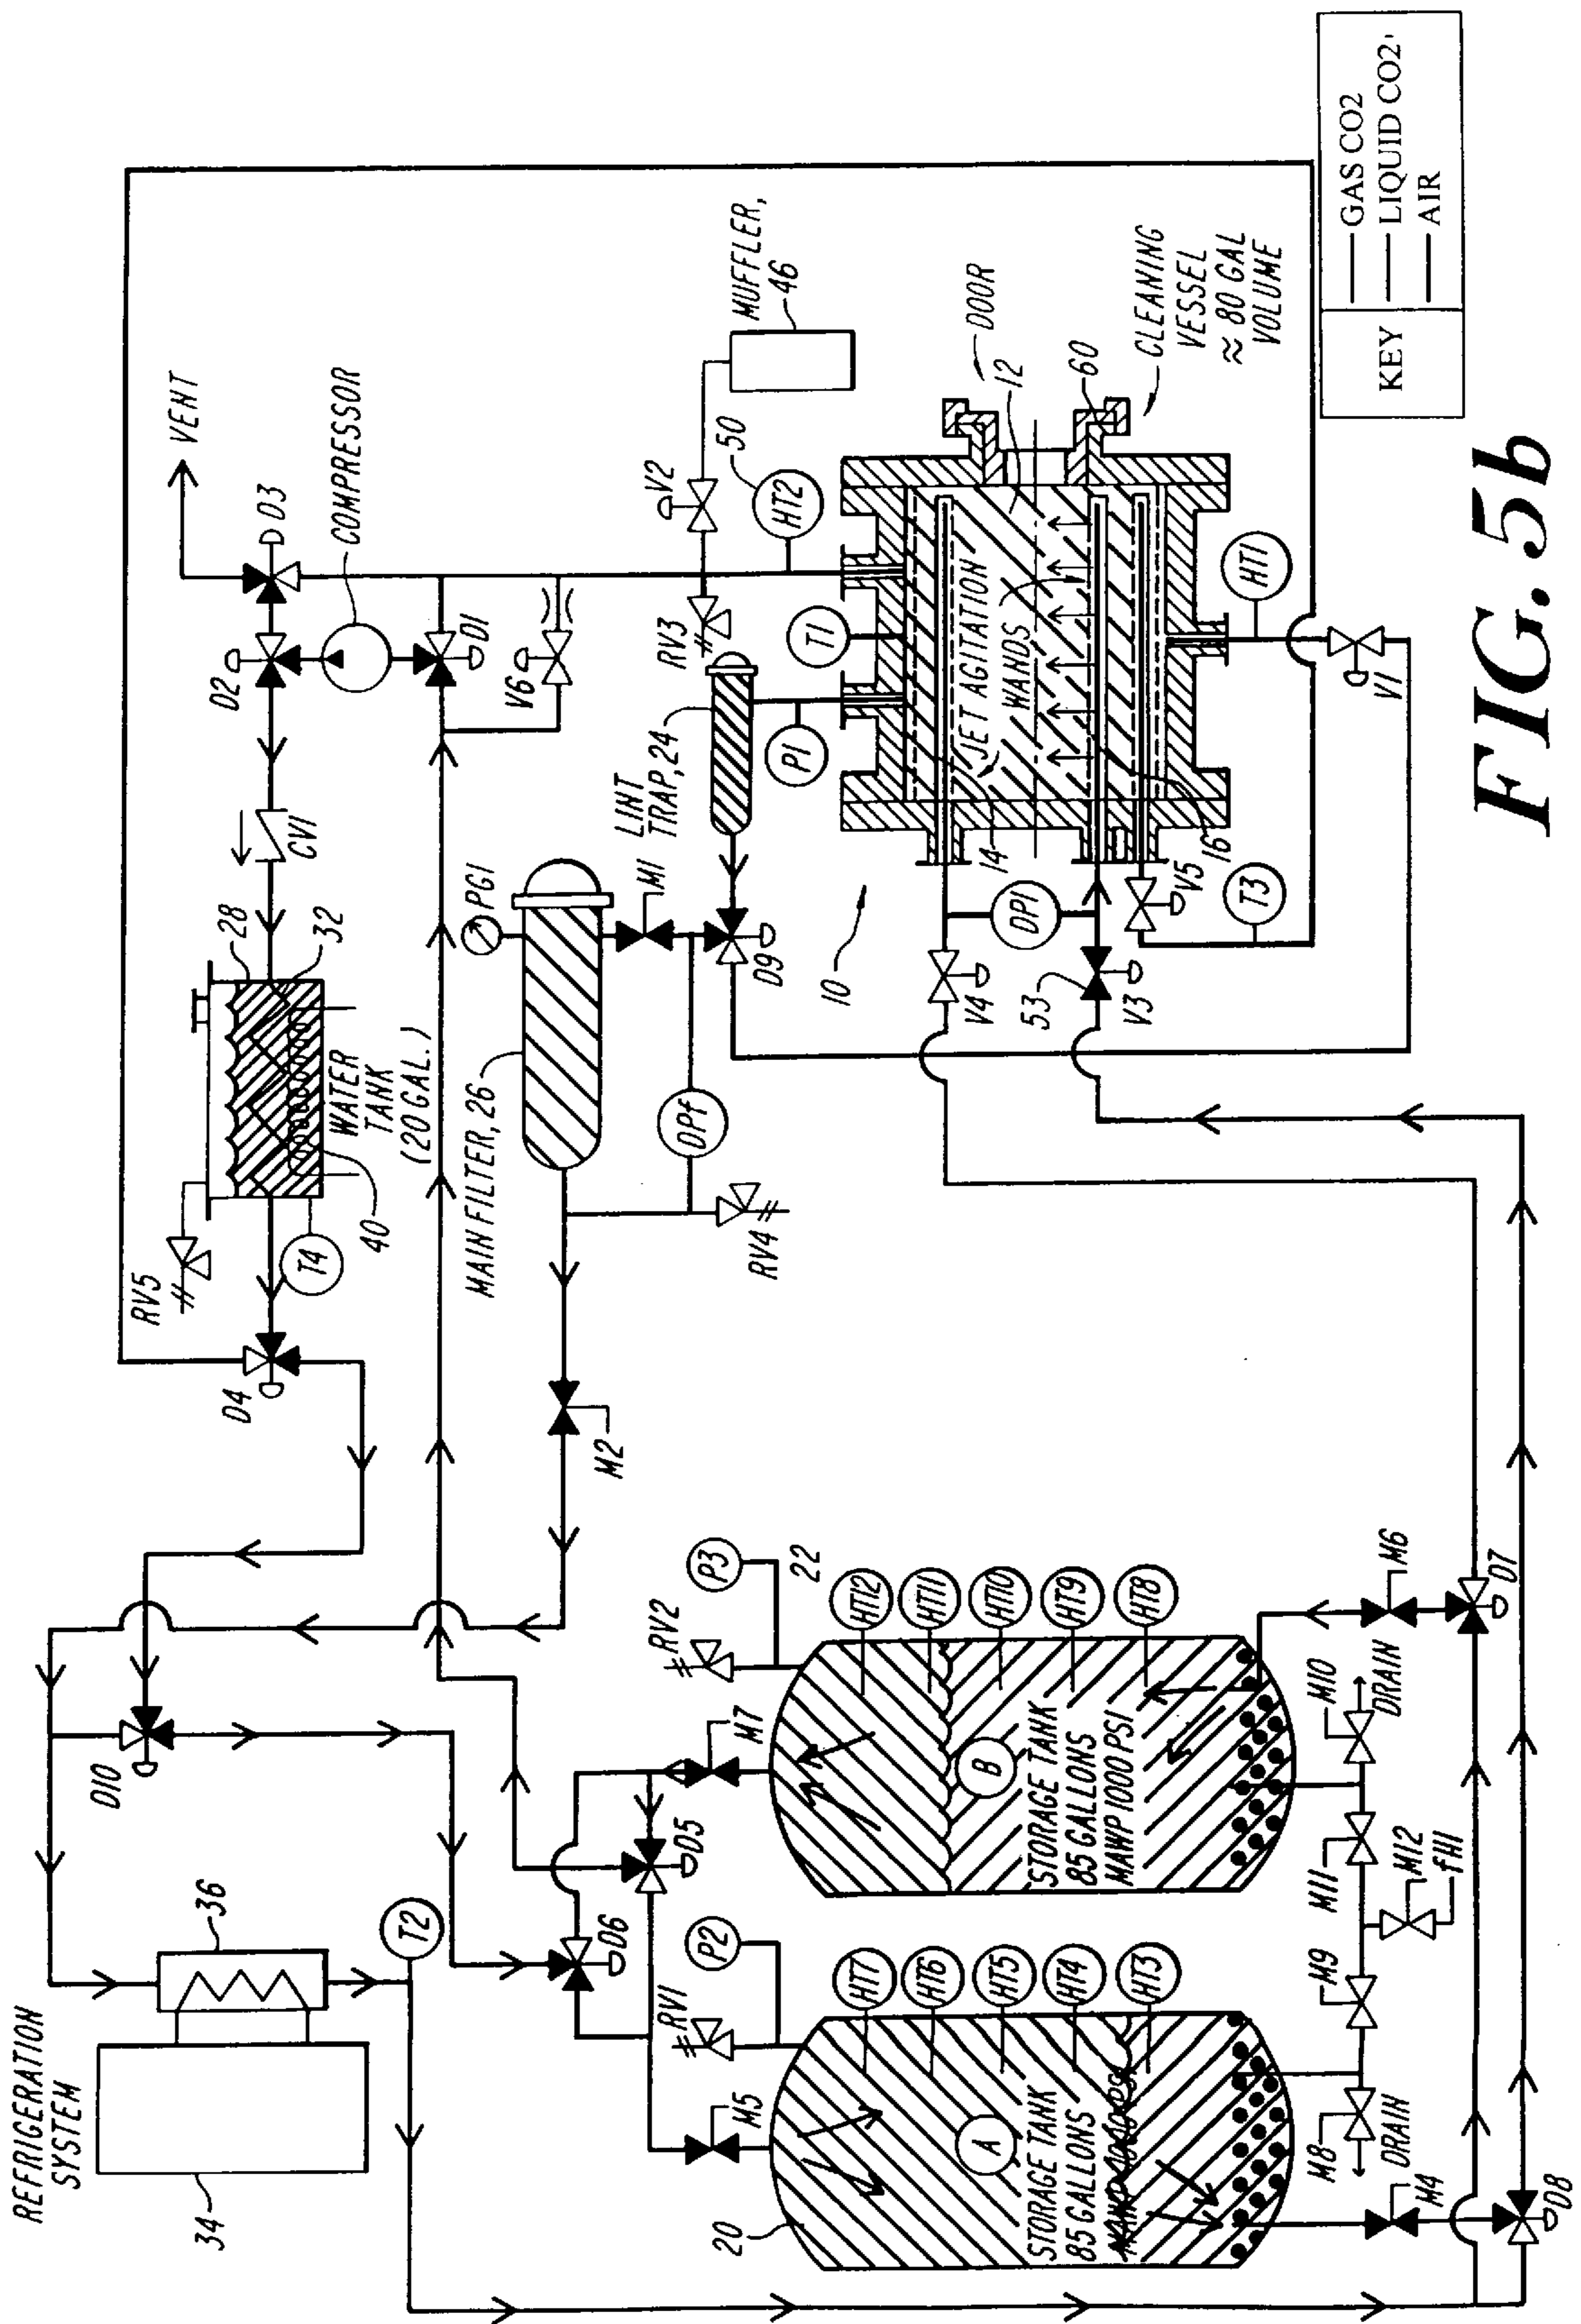 REFRIGERATION
SYSTEM
34
36
T2
D10
D4
RV5
T4
40
WATER
TANK
(20 GAL.)
28
32
CV1
D2
D3
VENT
COMPRESSOR
D1
V6
MAIN FILTER, 26
PG1
M1
LINT
TRAP, 24
RV3
V2
50
HT2
MUFFLER,
46
DPf
RV4
D9
M2
P1
T1
10
14
JET AGITATION
WANDS
12
DOOR
60
CLEANING
VESSEL
≈ 80 GAL
VOLUME
V4
DP1
53
V3
V5
16
T3
HT1
V1
D6
D5
M5
M7
RV1
P2
RV2
P3
22
20
HT7
HT6
HT5
HT4
HT3
HT12
HT11
HT10
HT9
HT8
A
STORAGE TANK
85 GALLONS
MAWP 1000 PSI
B
STORAGE TANK
85 GALLONS
MAWP 1000 PSI
M8
DRAIN
M9
M11
M12
fH1
M10
DRAIN
M4
M6
D8
D7
KEY
GAS CO2
LIQUID CO2'
AIR
FIG. 5b